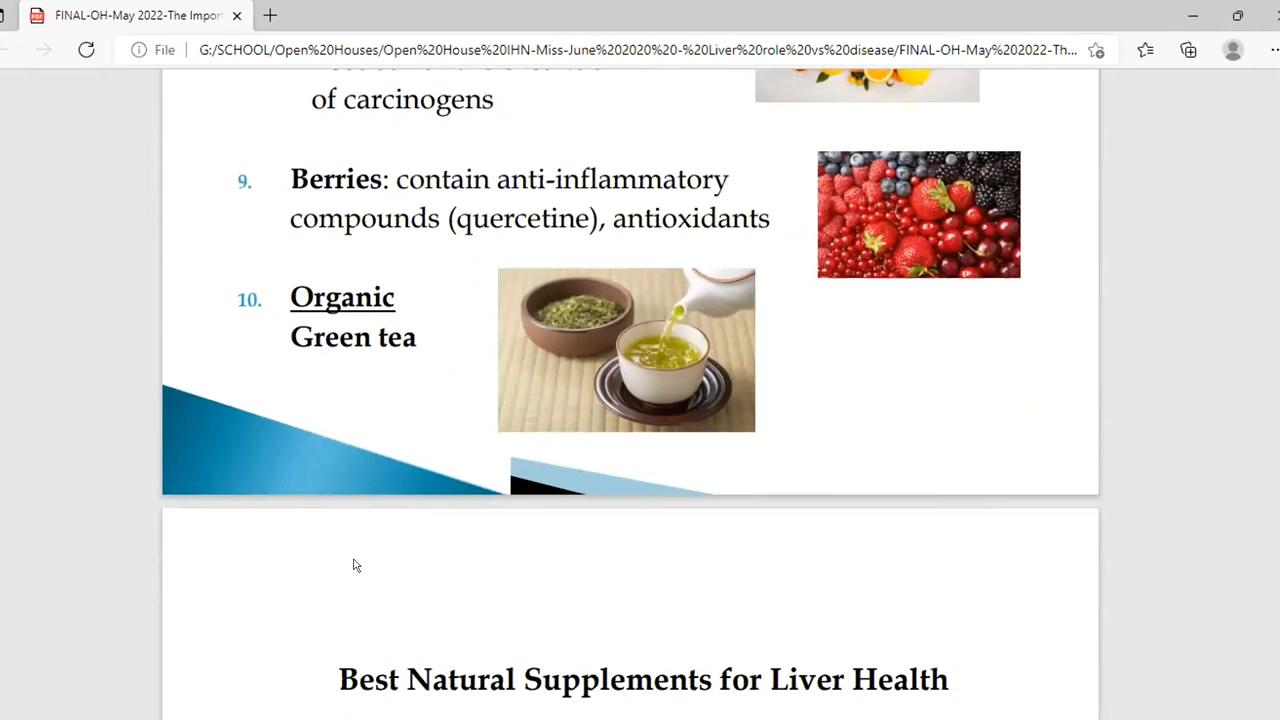 FINAL-OH-May 2022-The Impor
File
G:/SCHOOL/Open%20Houses/Open%20House%20IHN-Miss-June%202020%20-%20Liver%20role%20vs%20disease/FINAL-OH-May%202022-Th...
of carcinogens
9. Berries: contain anti-inflammatory
compounds (quercetine), antioxidants
10. Organic
Green tea
Best Natural Supplements for Liver Health